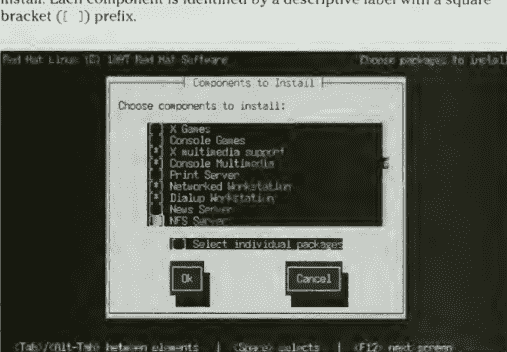 install. Each component is identified by a descriptive label with a square
bracket ([ ]) prefix.
Red Hat Linux (C) 1997 Red Hat Software Choose packages to install
Components to Install
Choose components to install:
[ ] X Games
[ ] Console Games
[*] X multimedia support
[*] Console Multimedia
[ ] Print Server
[*] Networked Workstation
[*] Dialup Workstation
[ ] News Server
[ ] NFS Server
[ ] Select individual packages
Ok Cancel
<Tab>/<Alt-Tab> between elements | <Space> selects | <F12> next screen